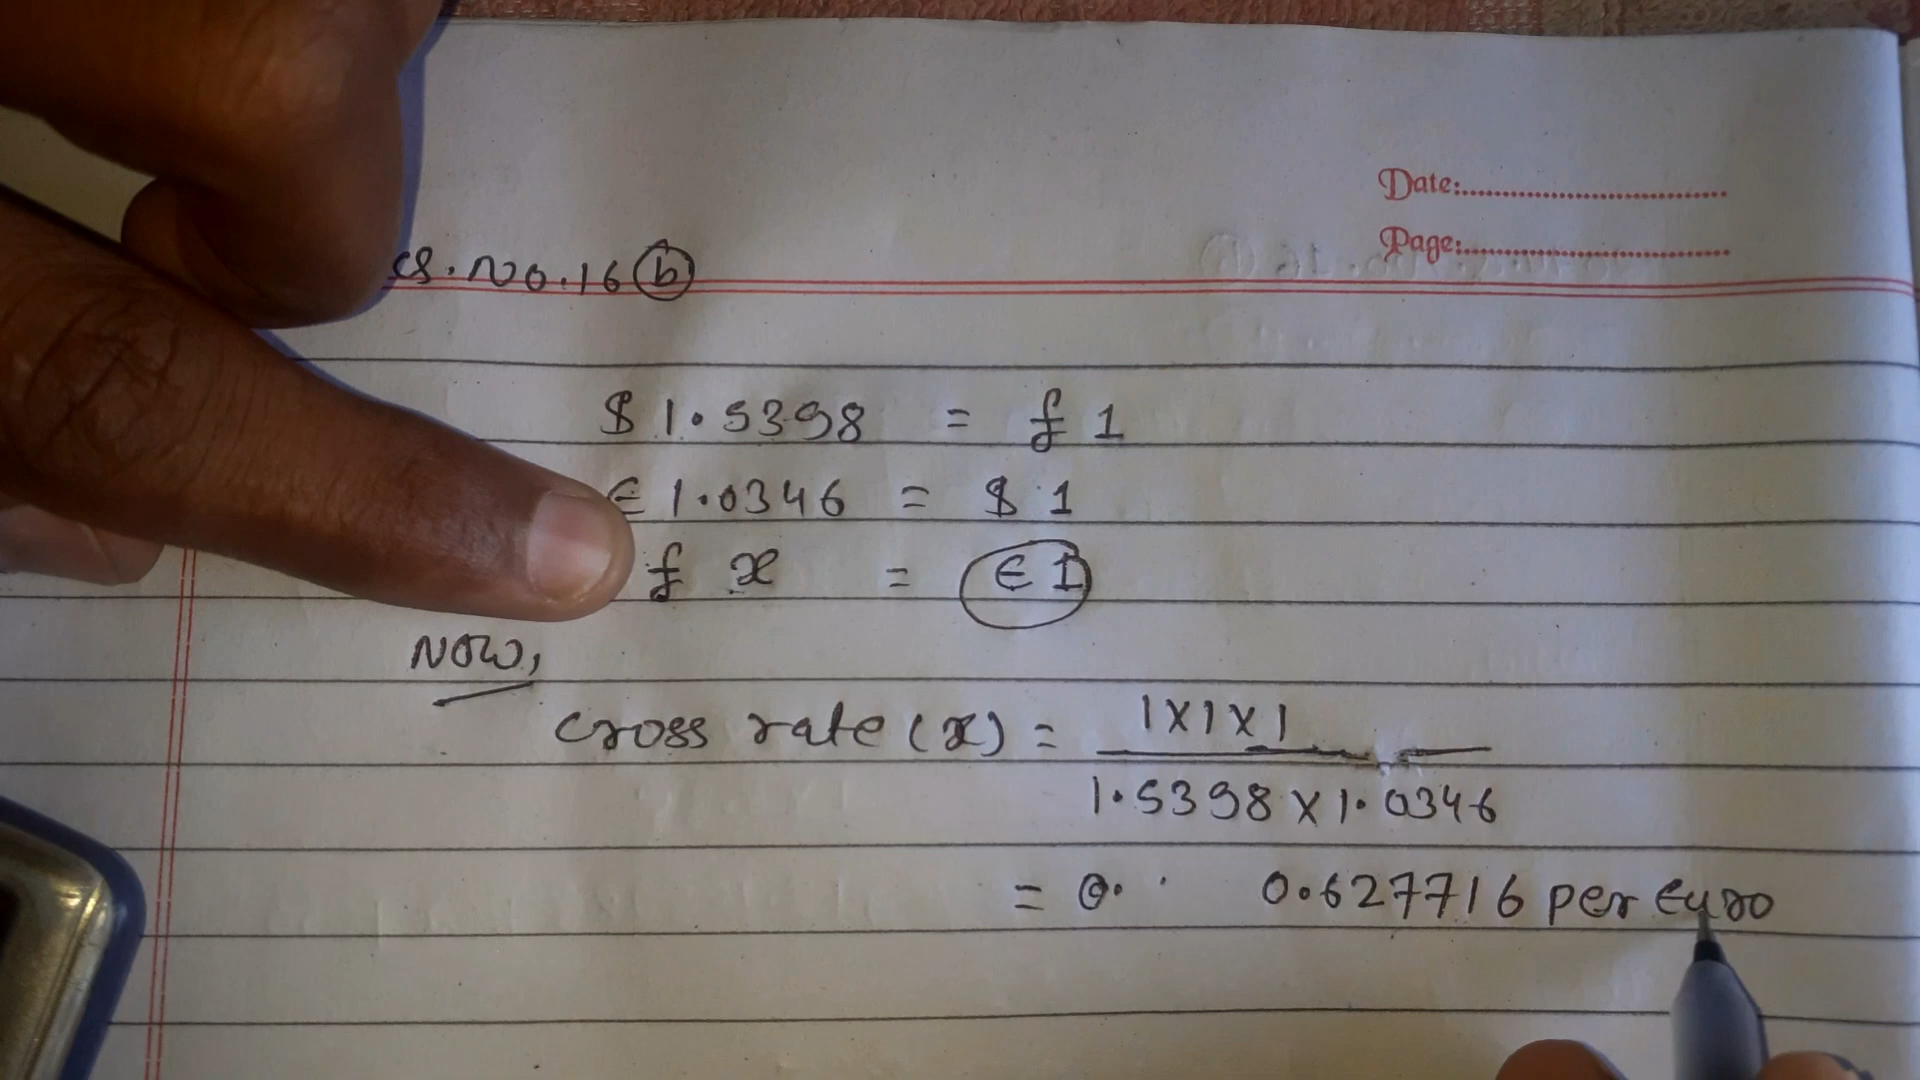 Date:
Page:
Q.No.16 (b)
$ 1.5398 = £ 1
€ 1.0346 = $ 1
£ x = € 1
Now,
cross rate (x) = 1x1x1
1.5398 x 1.0346
= 0. 0.627716 per Euro